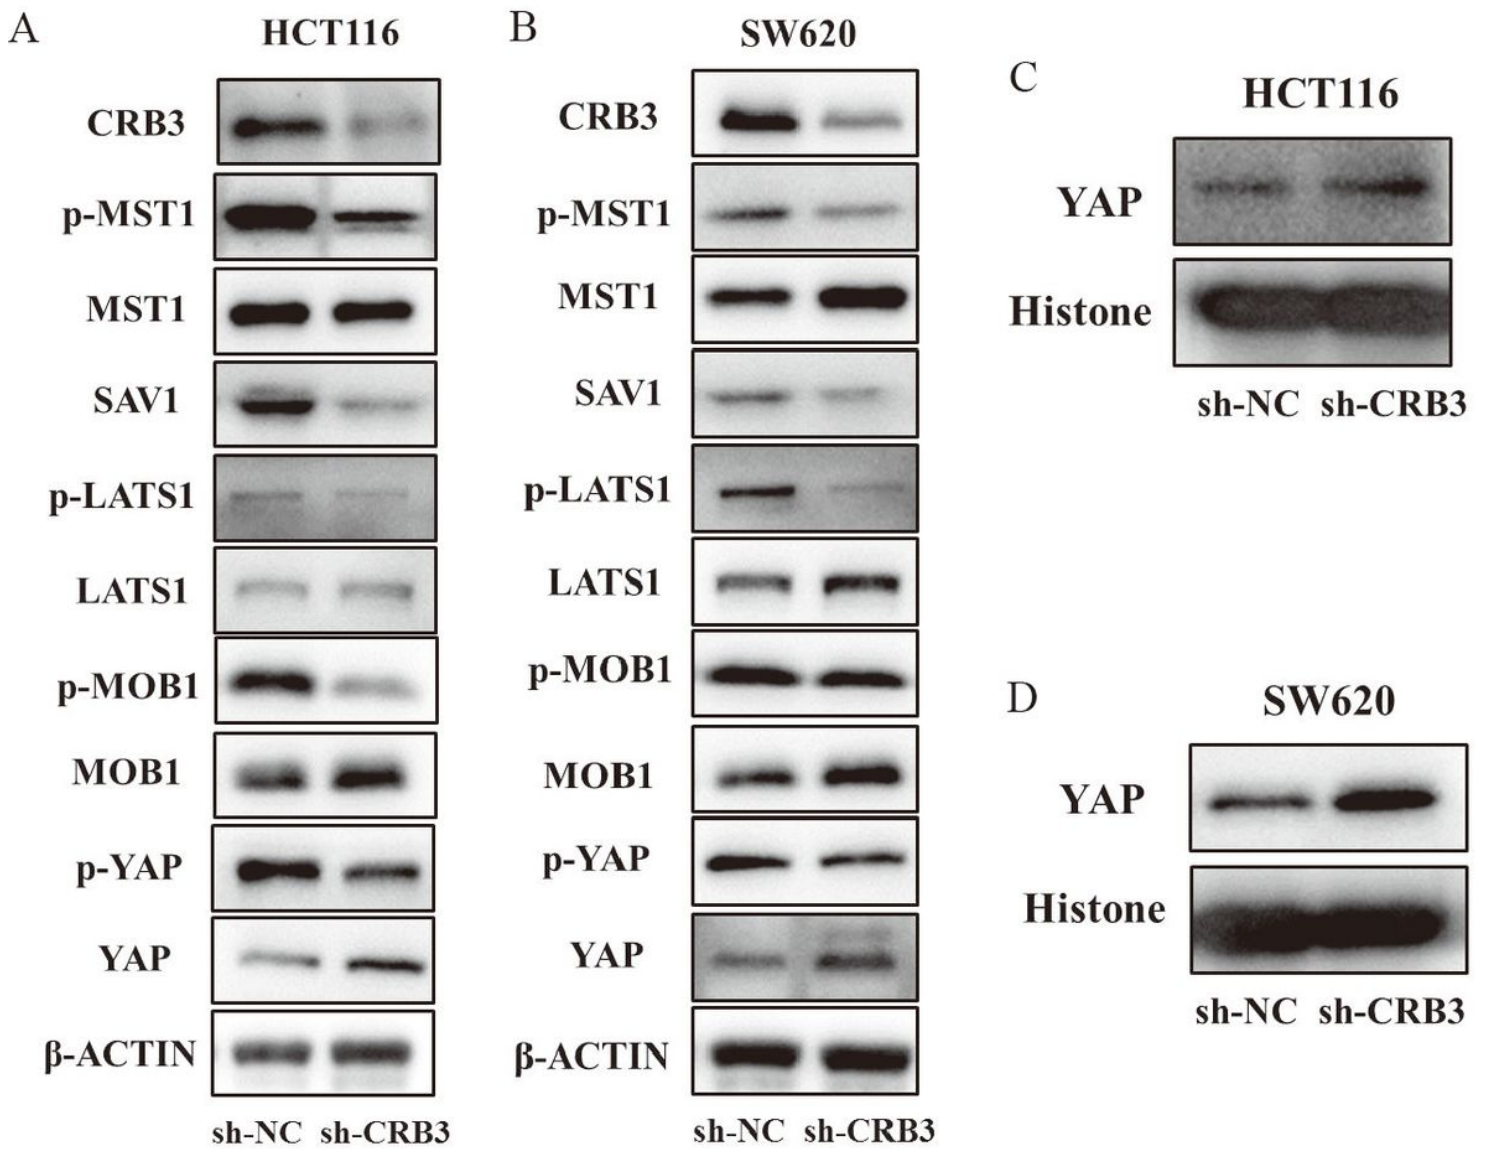 A
HCT116
CRB3
p-MST1
MST1
SAV1
p-LATS1
LATS1
p-MOB1
MOB1
p-YAP
YAP
β-ACTIN
sh-NC sh-CRB3
B
SW620
CRB3
p-MST1
MST1
SAV1
p-LATS1
LATS1
p-MOB1
MOB1
p-YAP
YAP
β-ACTIN
sh-NC sh-CRB3
C
HCT116
YAP
Histone
sh-NC sh-CRB3
D
SW620
YAP
Histone
sh-NC sh-CRB3